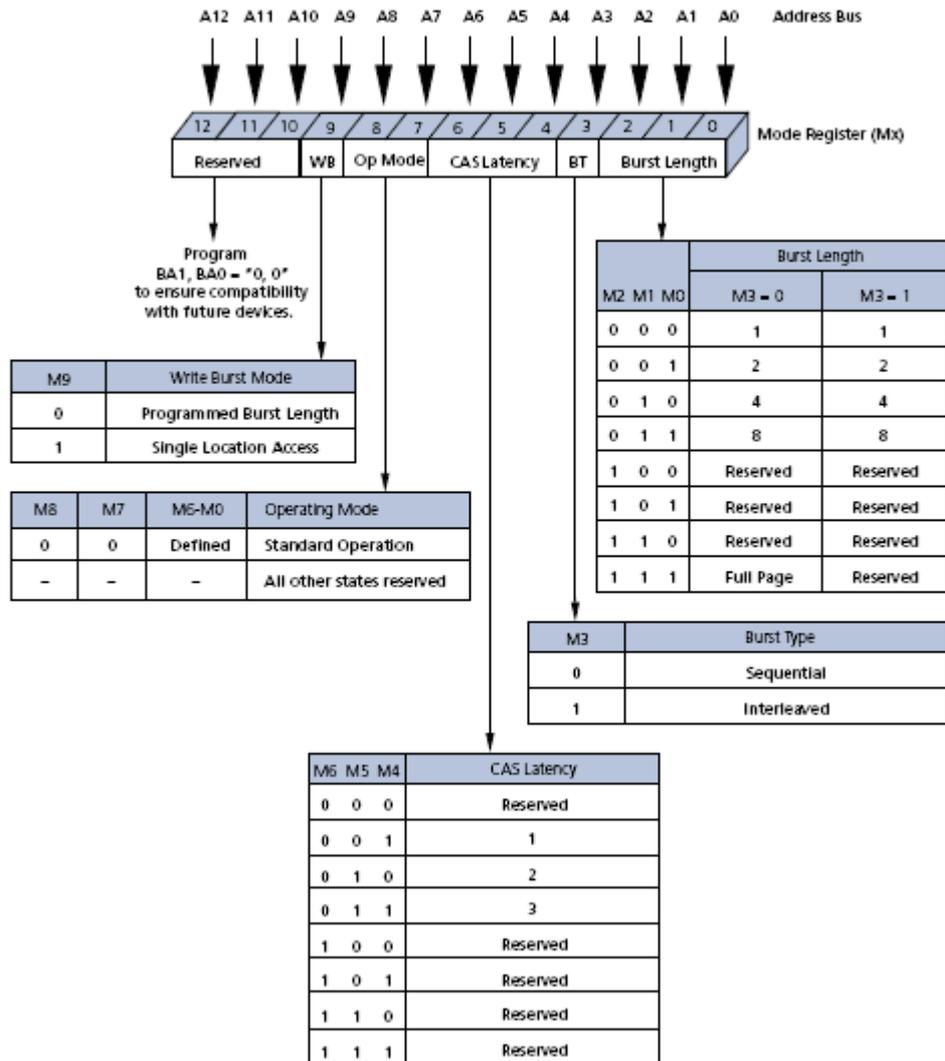 A12 A11 A10 A9 A8 A7 A6 A5 A4 A3 A2 A1 A0 Address Bus
12 11 10 9 8 7 6 5 4 3 2 1 0
Mode Register (Mx)
Reserved WB Op Mode CAS Latency BT Burst Length
Program
BA1, BA0 = "0, 0"
to ensure compatibility
with future devices.
Burst Length
M2 M1 M0 M3 = 0 M3 = 1
0 0 0 1 1
0 0 1 2 2
0 1 0 4 4
0 1 1 8 8
1 0 0 Reserved Reserved
1 0 1 Reserved Reserved
1 1 0 Reserved Reserved
1 1 1 Full Page Reserved
M9 Write Burst Mode
0 Programmed Burst Length
1 Single Location Access
M8 M7 M6-M0 Operating Mode
0 0 Defined Standard Operation
– – – All other states reserved
M3 Burst Type
0 Sequential
1 Interleaved
M6 M5 M4 CAS Latency
0 0 0 Reserved
0 0 1 1
0 1 0 2
0 1 1 3
1 0 0 Reserved
1 0 1 Reserved
1 1 0 Reserved
1 1 1 Reserved